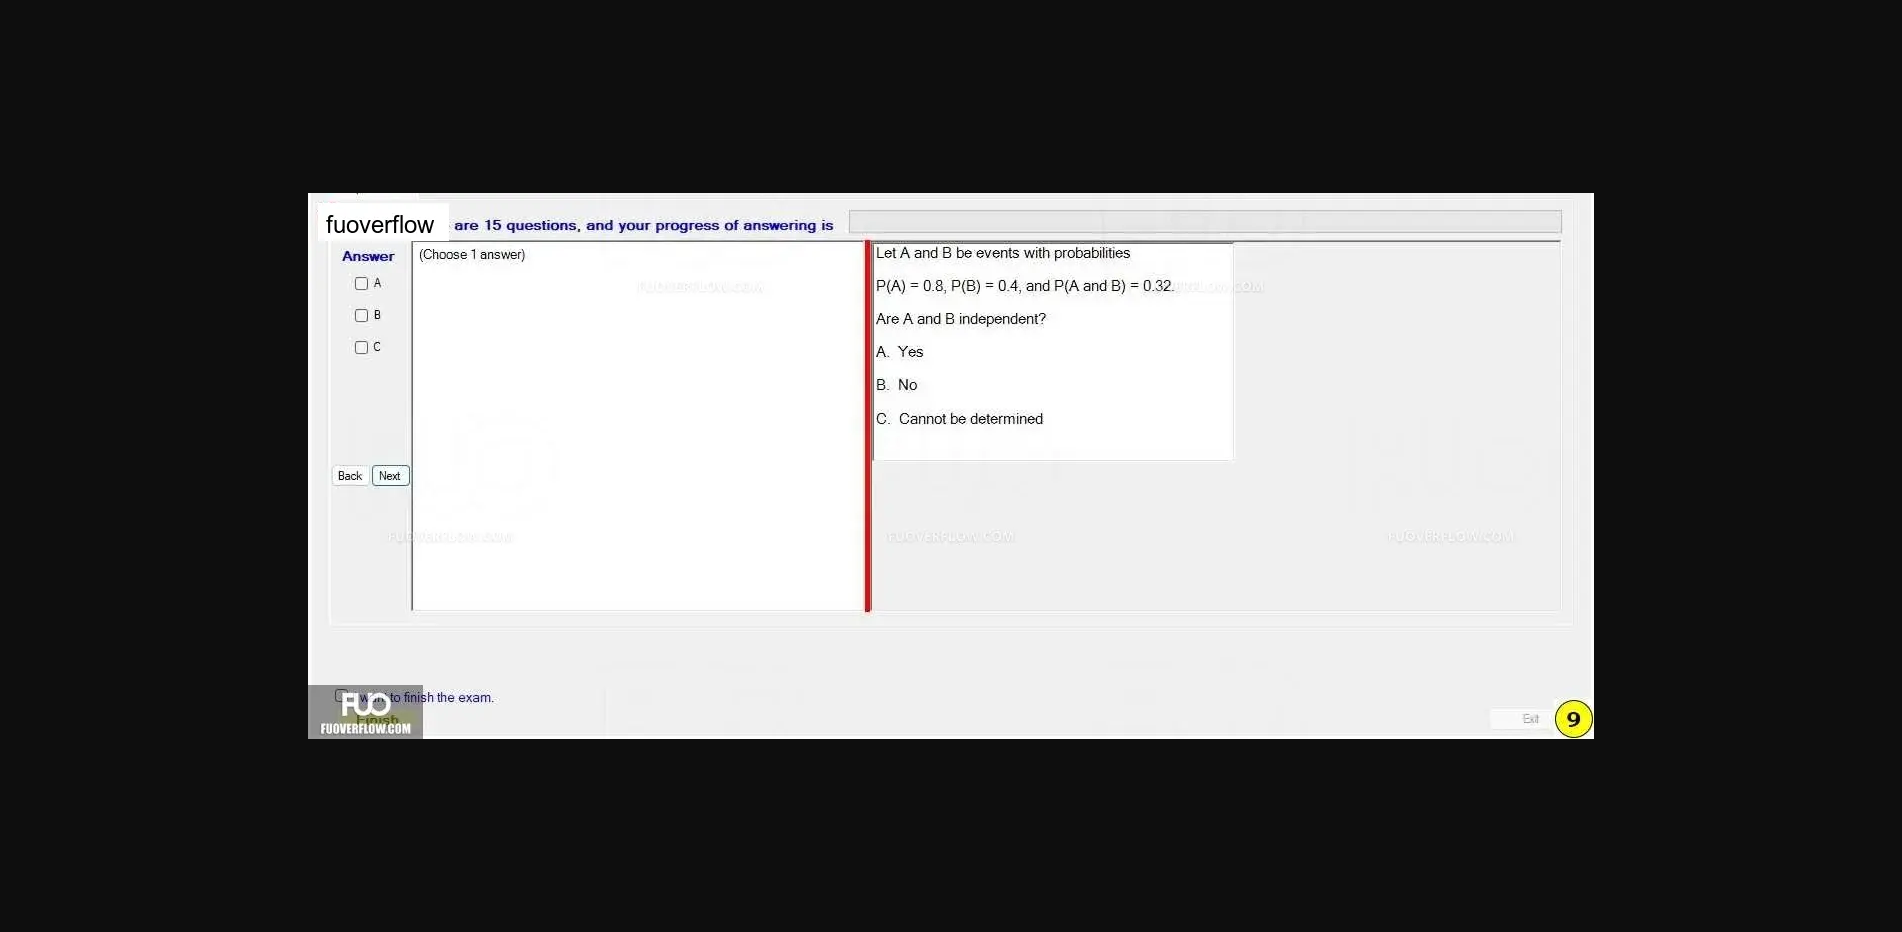 fuoverflow are 15 questions, and your progress of answering is
Answer
(Choose 1 answer)
A
B
C
Back Next
Let A and B be events with probabilities
P(A) = 0.8, P(B) = 0.4, and P(A and B) = 0.32.
Are A and B independent?
A. Yes
B. No
C. Cannot be determined
FUOVERFLOW.COM
FUOVERFLOW.COM
FUOVERFLOW.COM
FUOVERFLOW.COM
want to finish the exam.
FUO
Finish
FUOVERFLOW.COM
Exit
9